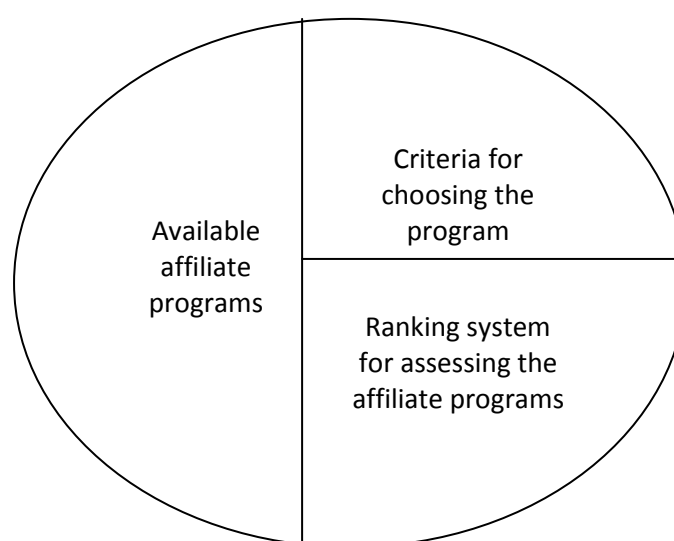 Available
affiliate
programs
Criteria for
choosing the
program
Ranking system
for assessing the
affiliate programs